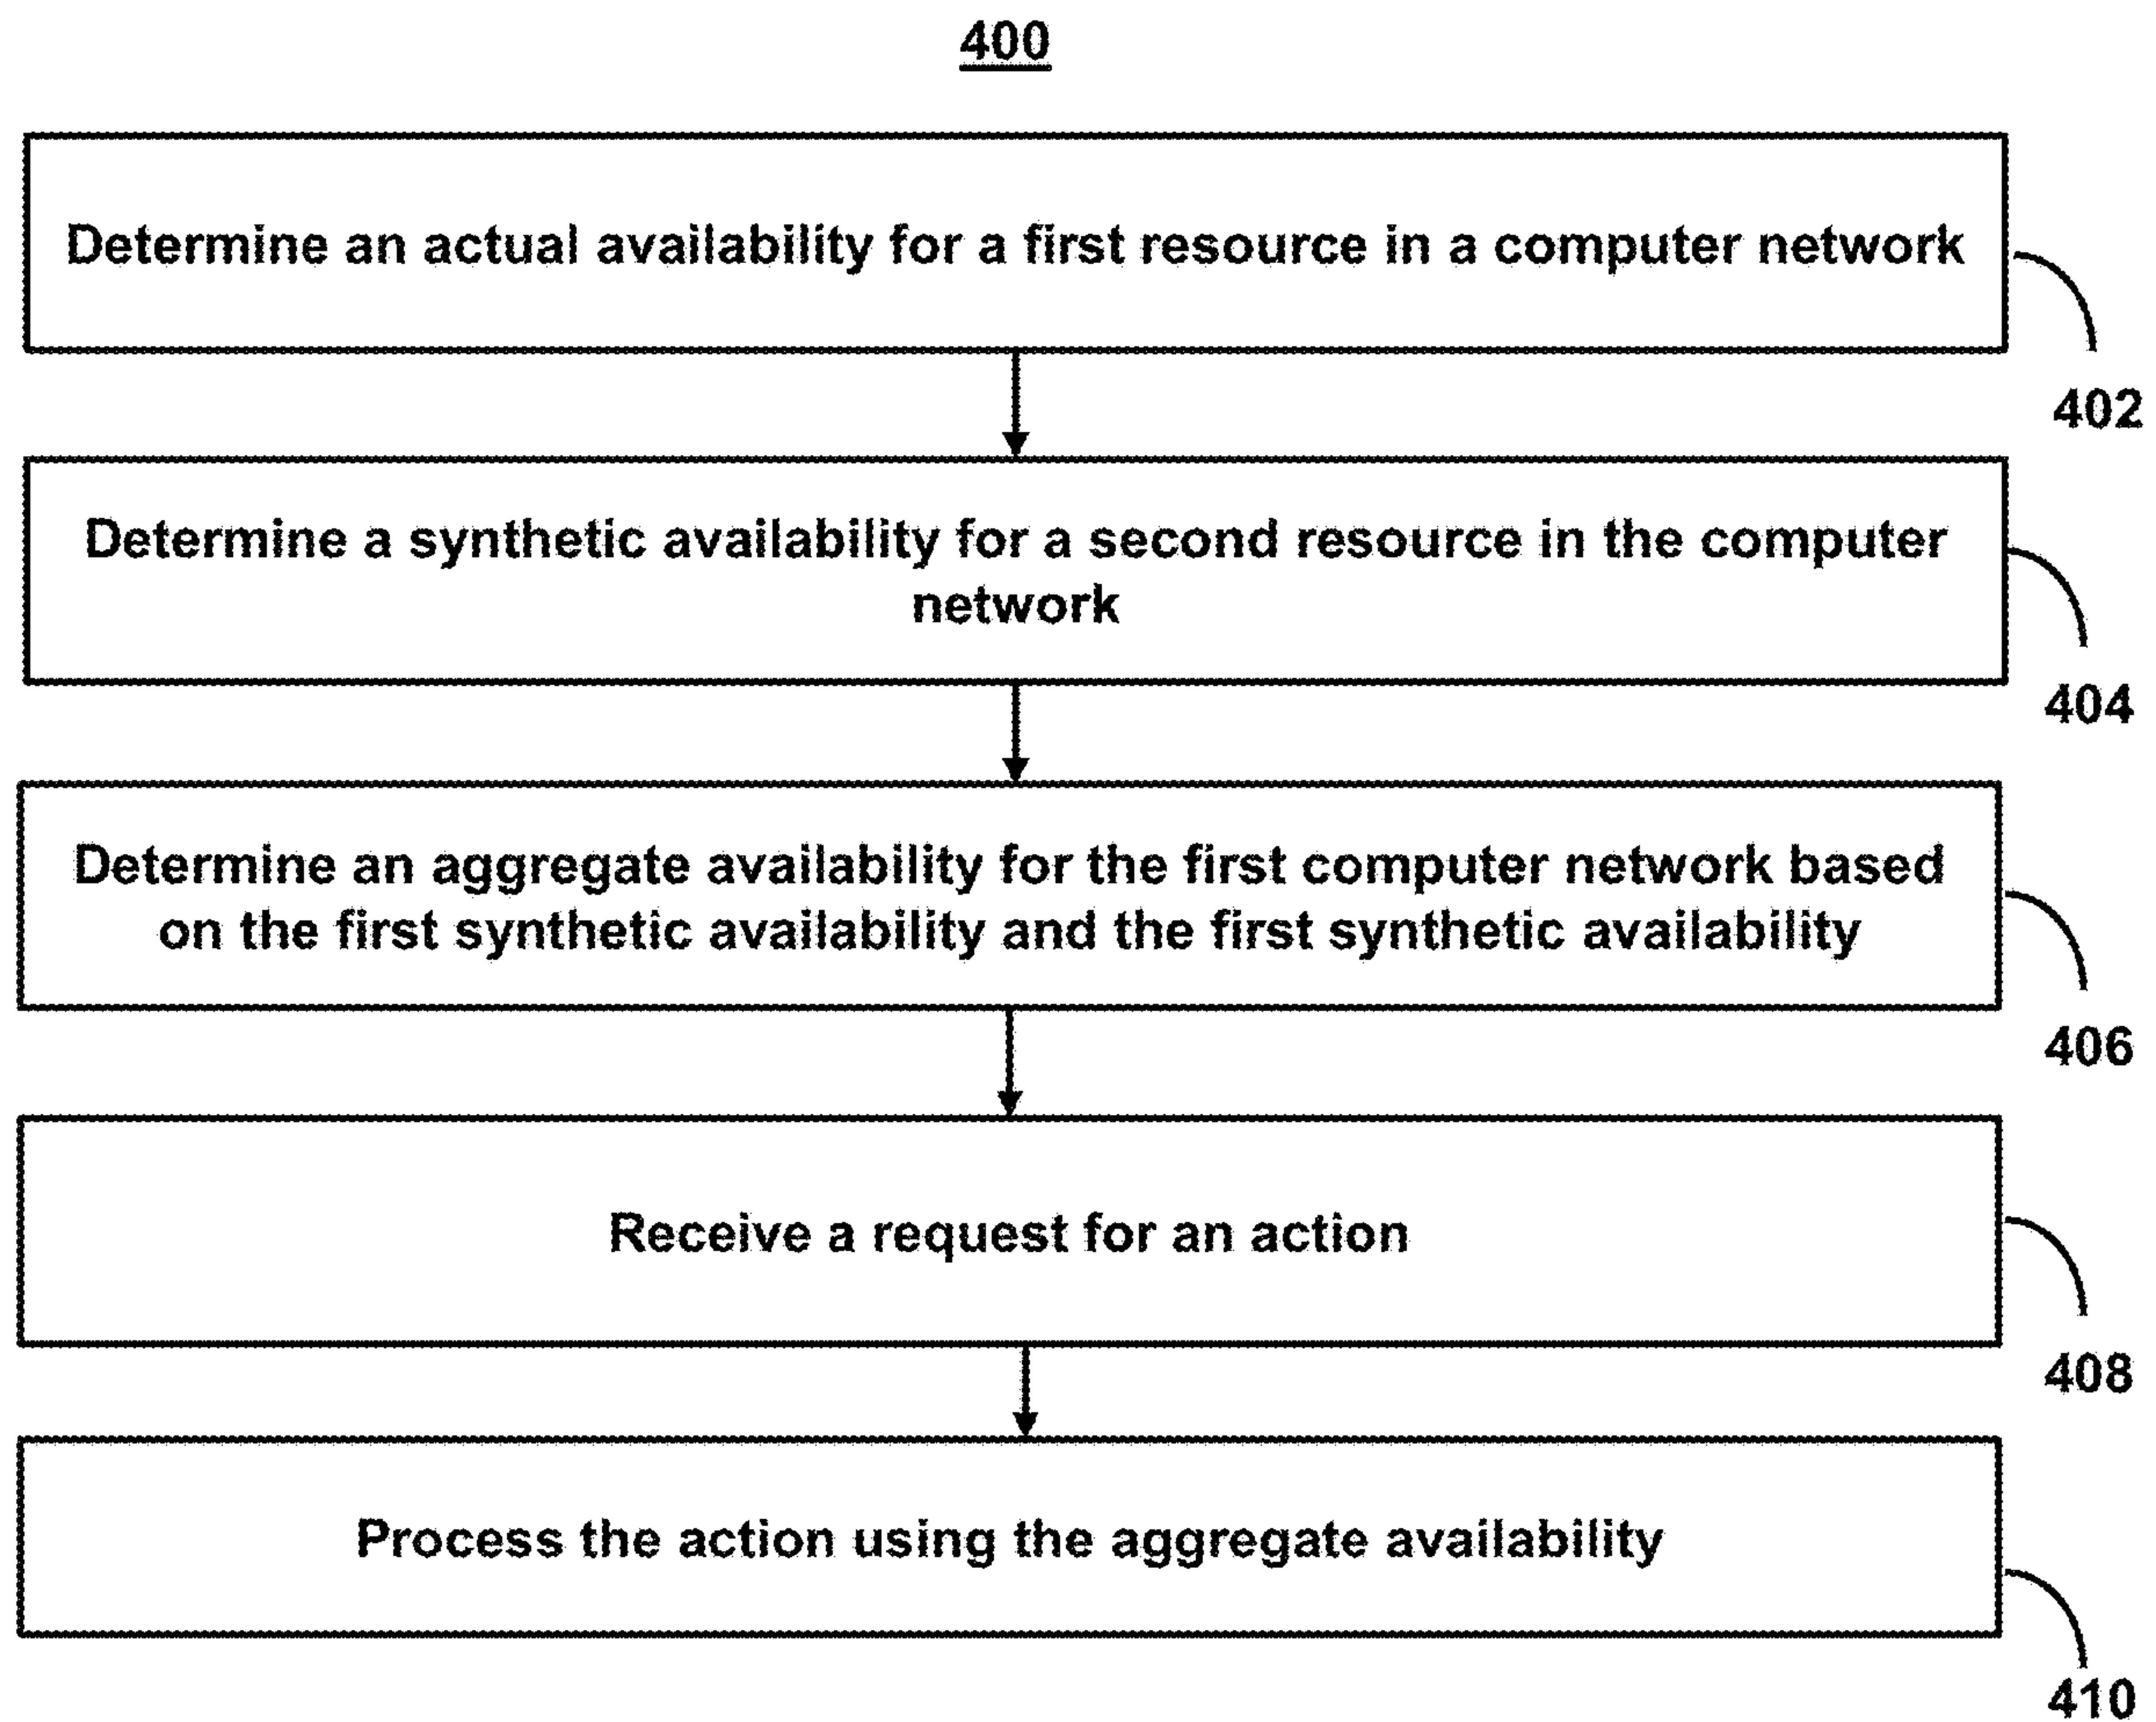 400
Determine an actual availability for a first resource in a computer network
402
Determine a synthetic availability for a second resource in the computer
network
404
Determine an aggregate availability for the first computer network based
on the first synthetic availability and the first synthetic availability
406
Receive a request for an action
408
Process the action using the aggregate availability
410